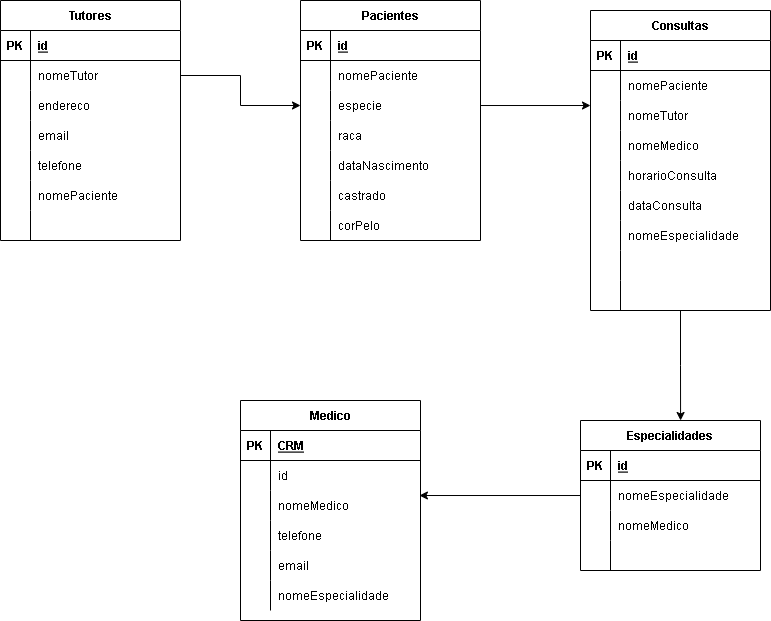 Tutores
PK id
nomeTutor
endereco
email
telefone
nomePaciente
Pacientes
PK id
nomePaciente
especie
raca
dataNascimento
castrado
corPelo
Consultas
PK id
nomePaciente
nomeTutor
nomeMedico
horarioConsulta
dataConsulta
nomeEspecialidade
Medico
PK CRM
id
nomeMedico
telefone
email
nomeEspecialidade
Especialidades
PK id
nomeEspecialidade
nomeMedico